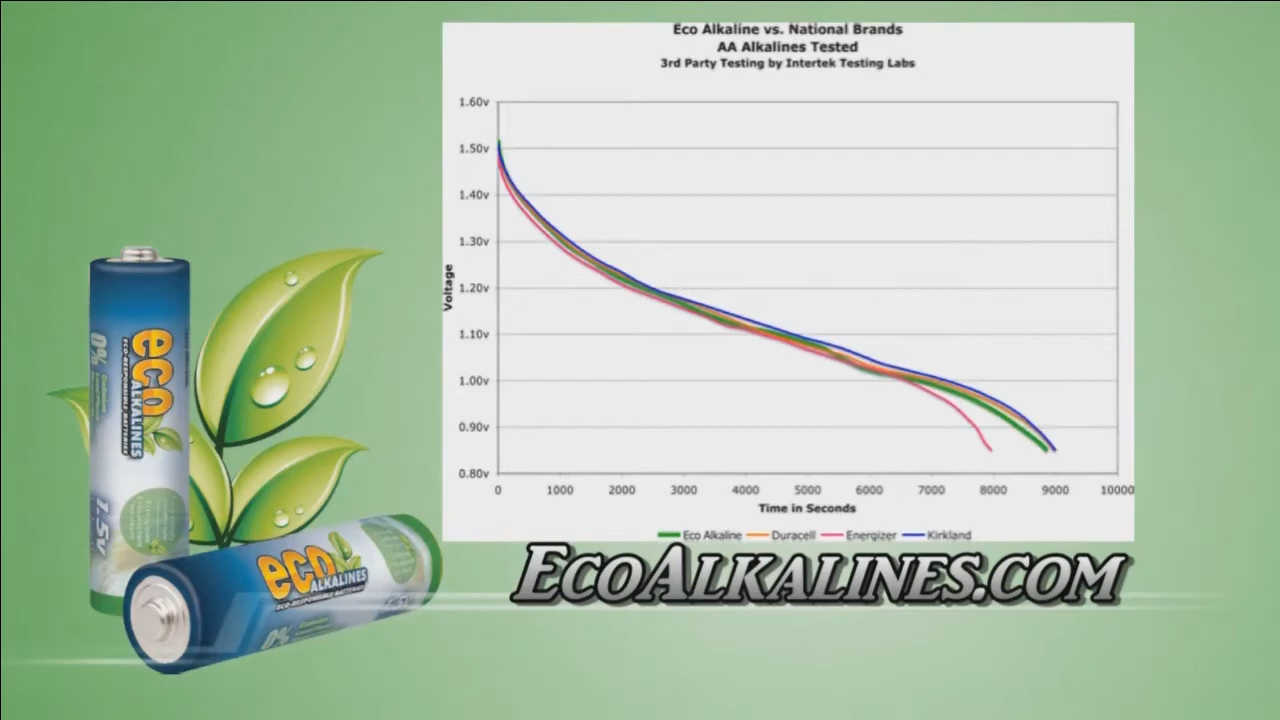 Eco Alkaline vs. National Brands
AA Alkalines Tested
3rd Party Testing by Intertek Testing Labs
1.60v
1.50v
1.40v
1.30v
1.20v
1.10v
1.00v
0.90v
0.80v
Voltage
0 1000 2000 3000 4000 5000 6000 7000 8000 9000 10000
Time in Seconds
Eco Alkaline Duracell Energizer Kirkland
EcoAlkalines.com
eco
ALKALINES
ECO-RESPONSIBLE BATTERIES
0%
1.5v
eco
ALKALINES
ECO-RESPONSIBLE BATTERIES
0%